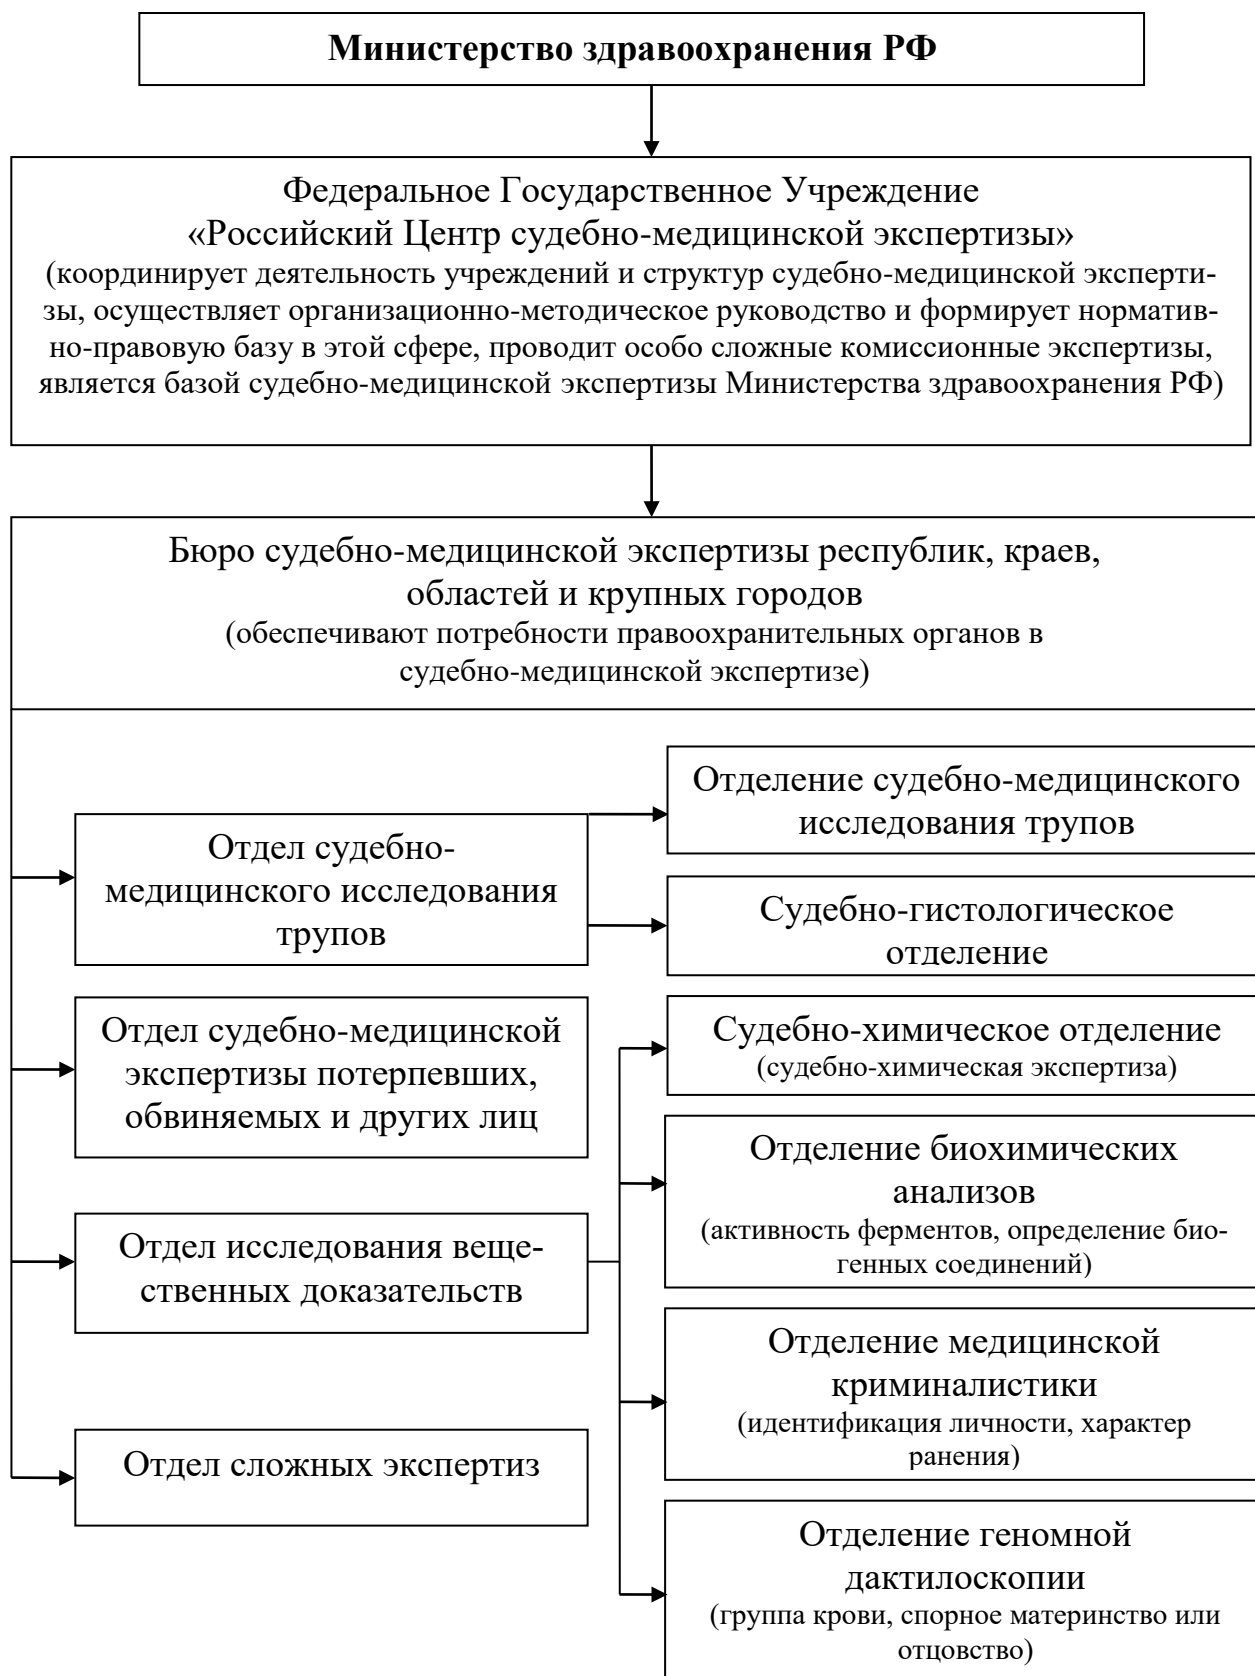 Министерство здравоохранения РФ
Федеральное Государственное Учреждение
«Российский Центр судебно-медицинской экспертизы»
(координирует деятельность учреждений и структур судебно-медицинской эксперти-
зы, осуществляет организационно-методическое руководство и формирует норматив-
но-правовую базу в этой сфере, проводит особо сложные комиссионные экспертизы,
является базой судебно-медицинской экспертизы Министерства здравоохранения РФ)
Бюро судебно-медицинской экспертизы республик, краев,
областей и крупных городов
(обеспечивают потребности правоохранительных органов в
судебно-медицинской экспертизе)
Отдел судебно-
медицинского исследования
трупов
Отделение судебно-медицинского
исследования трупов
Судебно-гистологическое
отделение
Отдел судебно-медицинской
экспертизы потерпевших,
обвиняемых и других лиц
Отдел исследования веще-
ственных доказательств
Судебно-химическое отделение
(судебно-химическая экспертиза)
Отделение биохимических
анализов
(активность ферментов, определение био-
генных соединений)
Отделение медицинской
криминалистики
(идентификация личности, характер
ранения)
Отделение геномной
дактилоскопии
(группа крови, спорное материнство или
отцовство)
Отдел сложных экспертиз